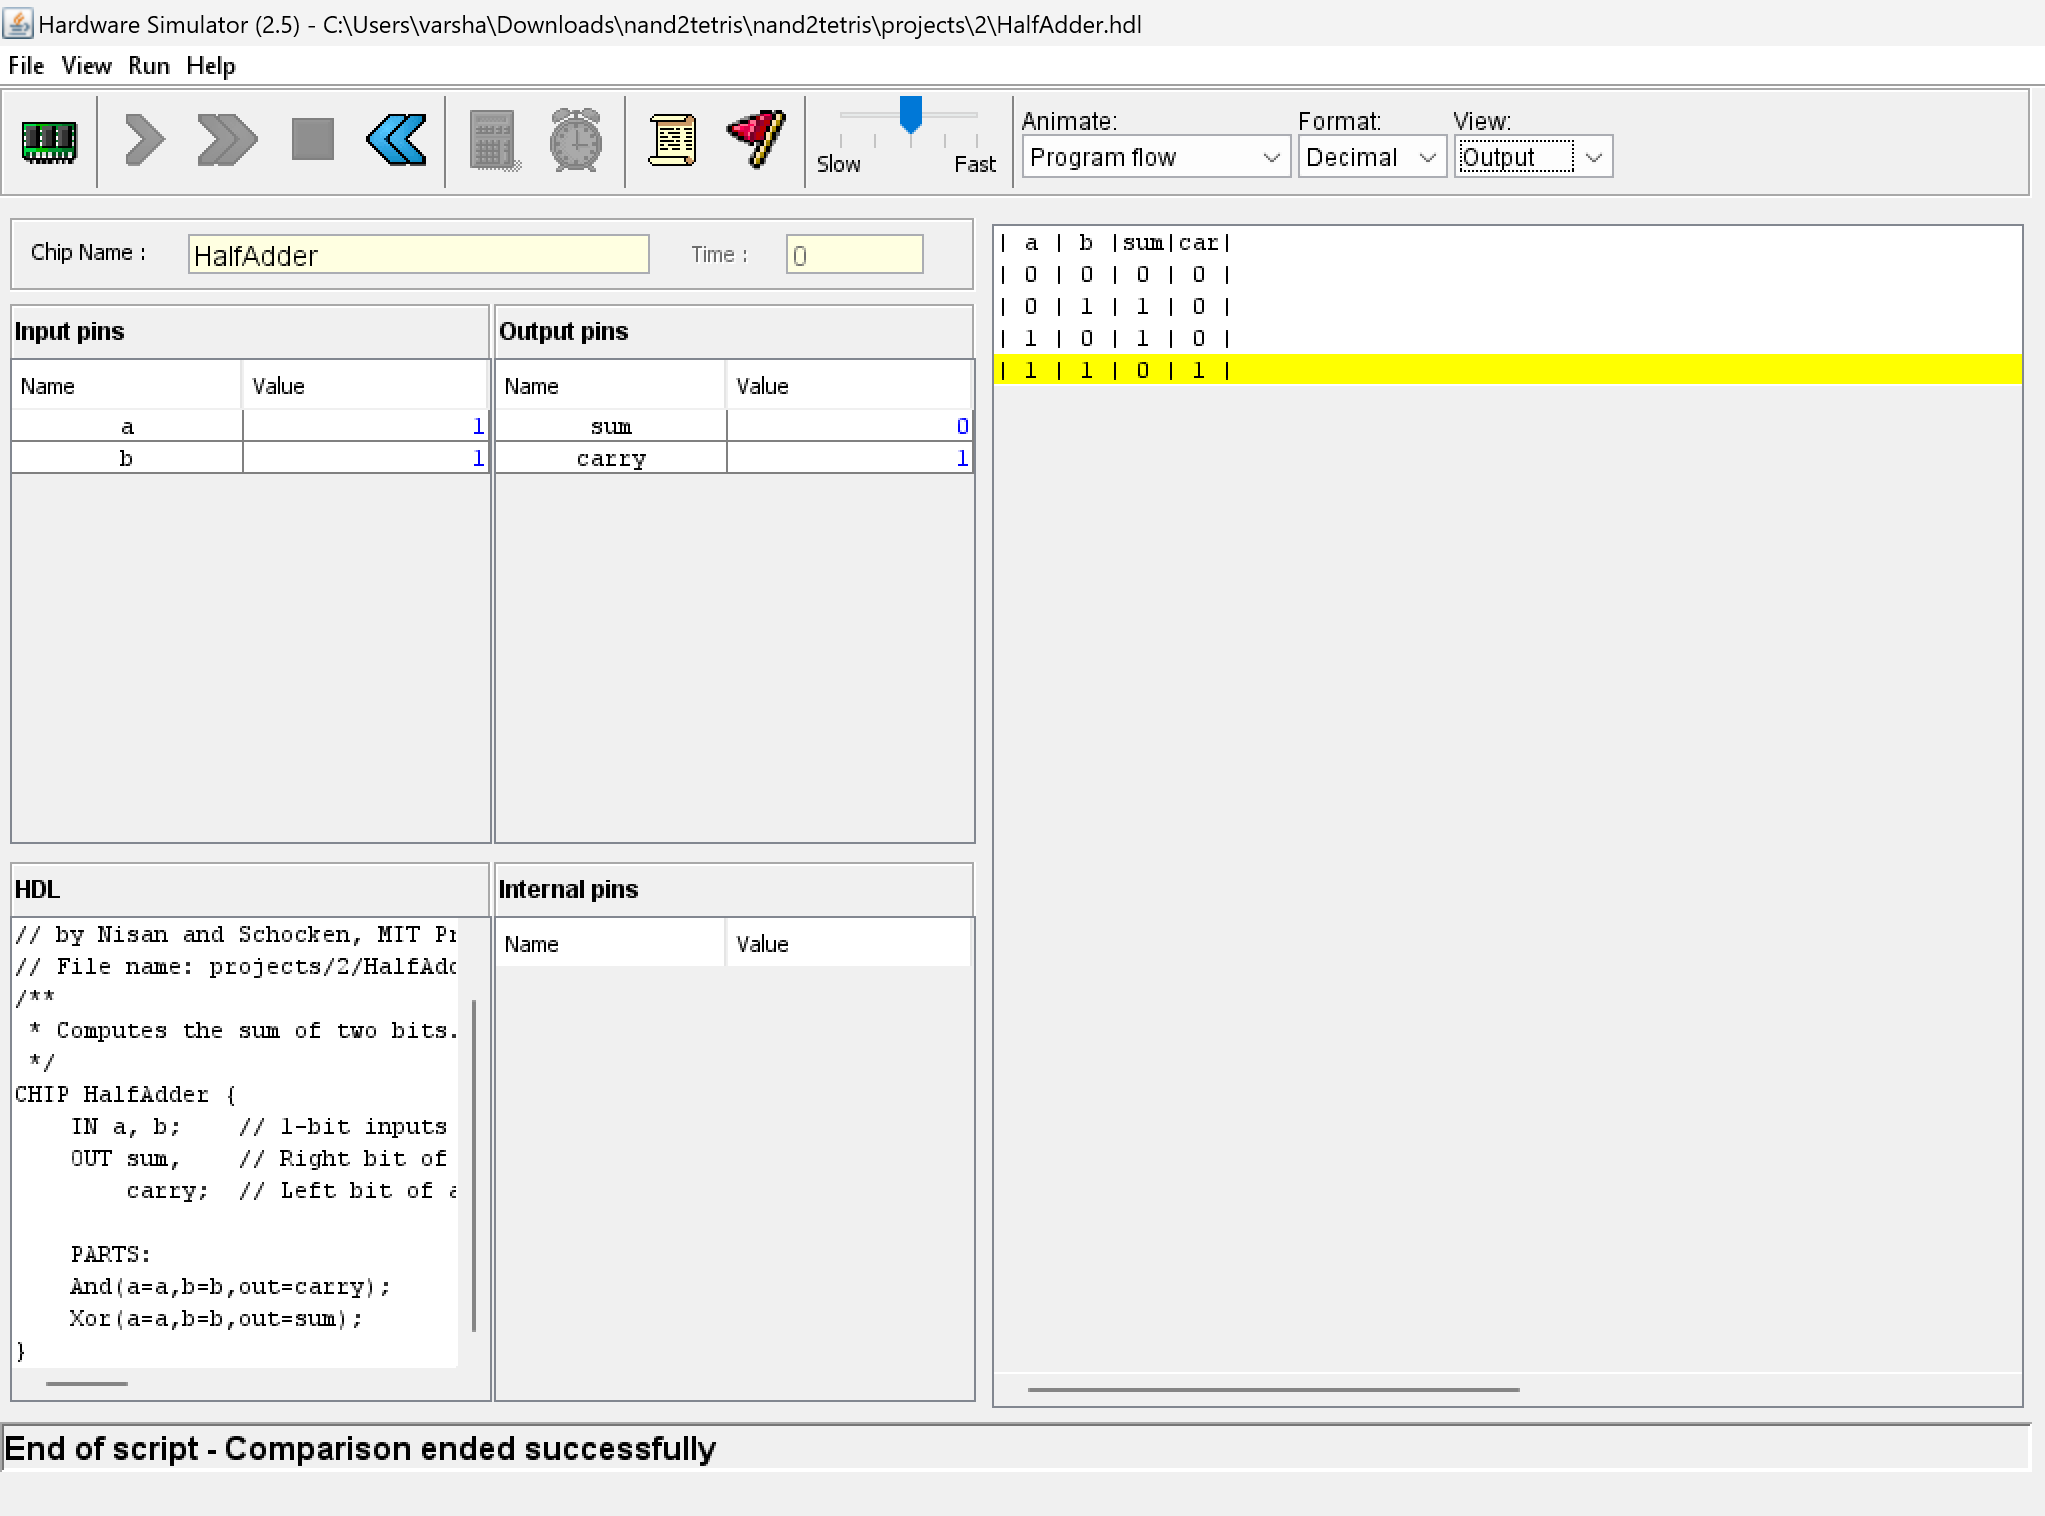 Hardware Simulator (2.5) - C:\Users\varsha\Downloads\nand2tetris\nand2tetris\projects\2\HalfAdder.hdl
File View Run Help
Animate: Format: View:
Slow Fast Program flow Decimal Output
Chip Name : HalfAdder Time : 0
Input pins
Name Value
a 1
b 1
Output pins
Name Value
sum 0
carry 1
HDL
// by Nisan and Schocken, MIT Pr
// File name: projects/2/HalfAdd
/**
 * Computes the sum of two bits.
 */
CHIP HalfAdder {
    IN a, b;    // 1-bit inputs
    OUT sum,    // Right bit of
        carry;  // Left bit of a
    PARTS:
    And(a=a,b=b,out=carry);
    Xor(a=a,b=b,out=sum);
}
Internal pins
Name Value
| a | b |sum|car|
| 0 | 0 | 0 | 0 |
| 0 | 1 | 1 | 0 |
| 1 | 0 | 1 | 0 |
| 1 | 1 | 0 | 1 |
End of script - Comparison ended successfully